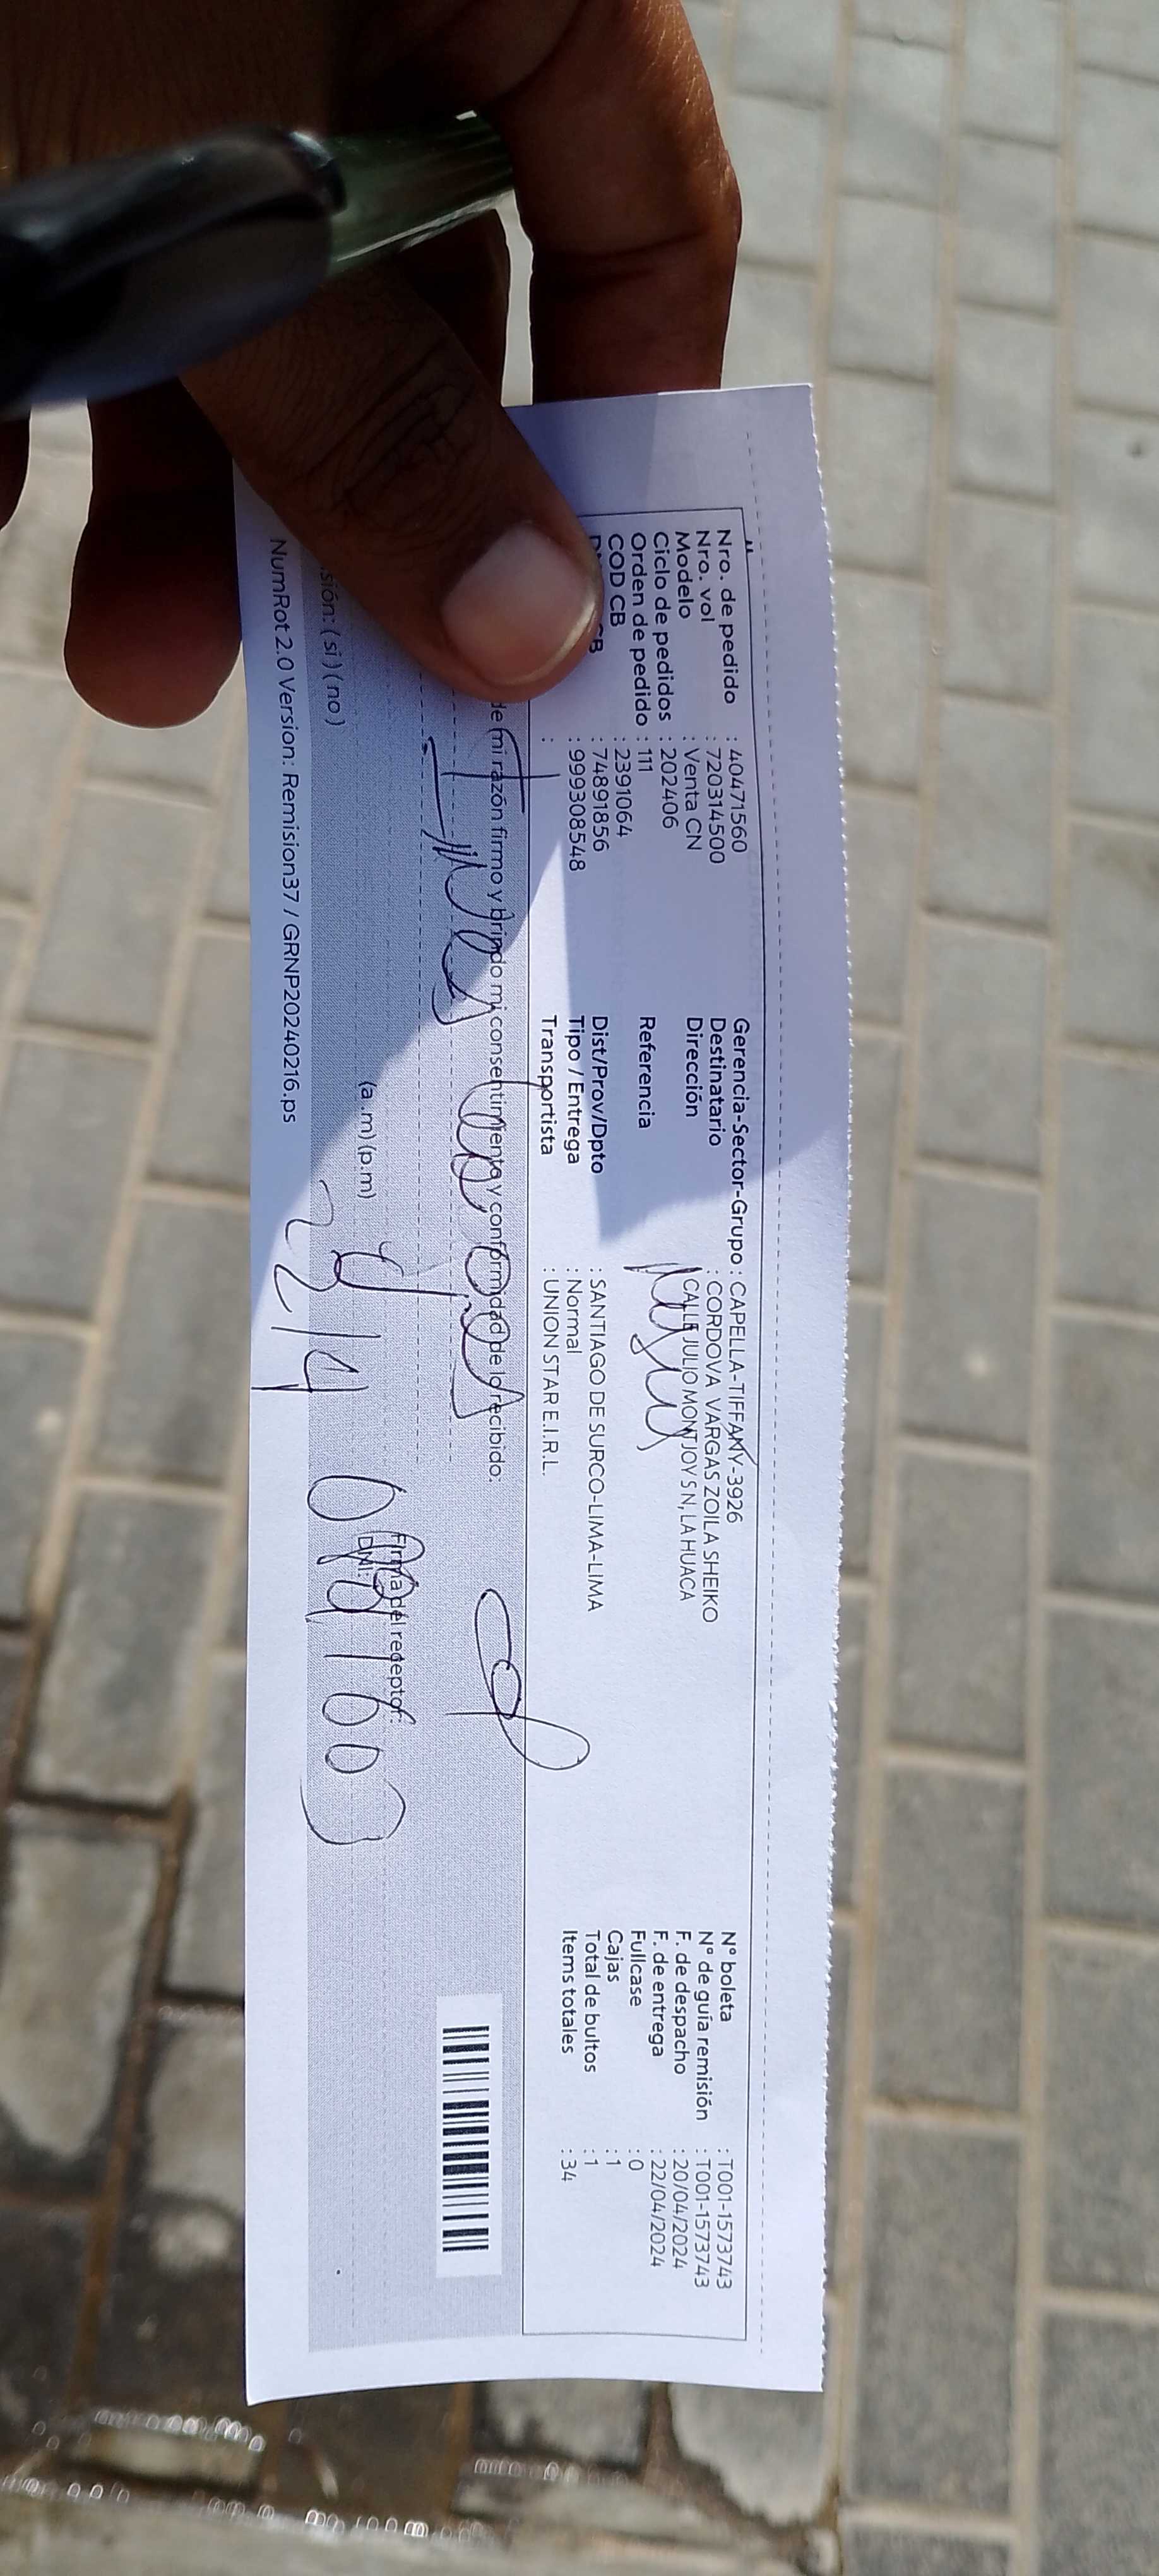 Nro. de pedido : 40471560
Nro. vol : 720314500
Modelo : Venta CN
Ciclo de pedidos : 202406
Orden de pedido : 111
COD CB : 2391064
CB : 74891856
: 999308548
:
Gerencia-Sector-Grupo : CAPELLA-TIFFANY-3926
Destinatario : CORDOVA VARGAS ZOILA SHEIKO
Dirección : CALLE JULIO MONTJOY S N, LA HUACA
Referencia
Dist/Prov/Dpto : SANTIAGO DE SURCO-LIMA-LIMA
Tipo / Entrega : Normal
Transportista : UNION STAR E.I.R.L.
N° boleta : T001-1573743
N° de guía remisión : T001-1573743
F. de despacho : 20/04/2024
F. de entrega : 22/04/2024
Fullcase : 0
Cajas : 1
Total de bultos : 1
Items totales : 34
de mi razón firmo y brindo mi consentimiento y conformidad de lo recibido:
Firma del receptor:
(a .m) (p.m) DNI:
sión: ( si ) ( no )
22/4
NumRot 2.0 Version: Remision37 / GRNP20240216.ps